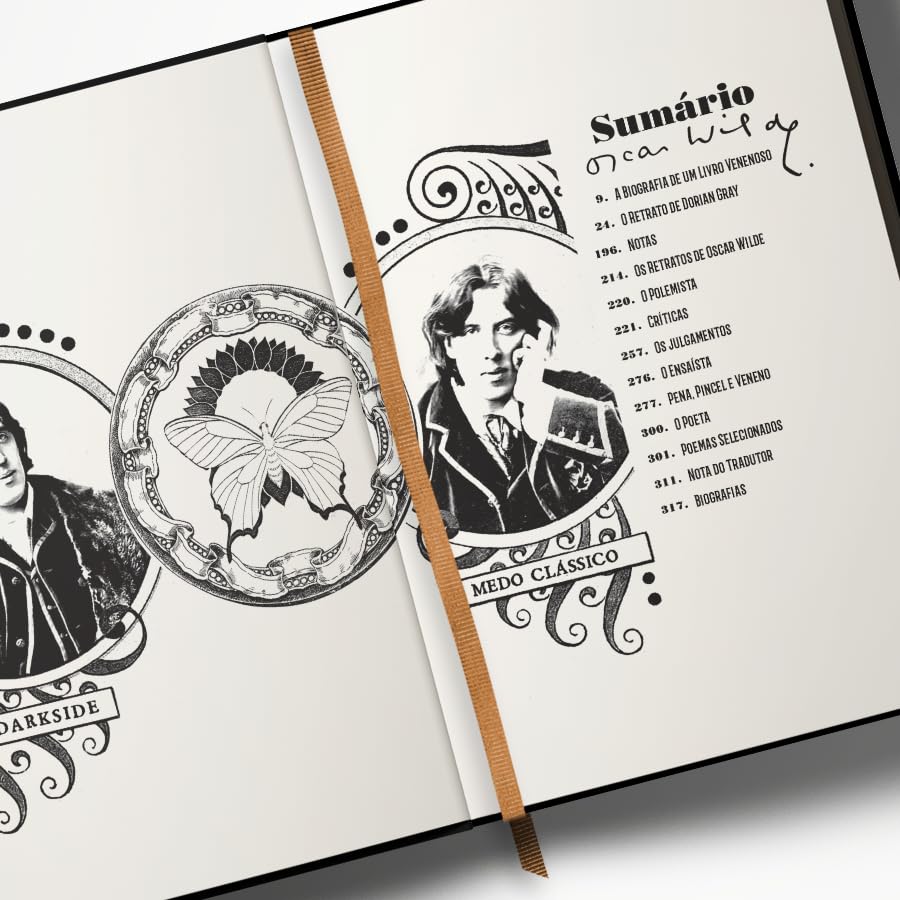 DARKSIDE
Sumário
Oscar Wilde.
9. A BIOGRAFIA DE UM LIVRO VENENOSO
24. O RETRATO DE DORIAN GRAY
196. NOTAS
214. OS RETRATOS DE OSCAR WILDE
220. O POLEMISTA
221. CRÍTICAS
257. OS JULGAMENTOS
276. O ENSAÍSTA
277. PENA, PINCEL E VENENO
300. O POETA
301. POEMAS SELECIONADOS
311. NOTA DO TRADUTOR
317. BIOGRAFIAS
MEDO CLÁSSICO